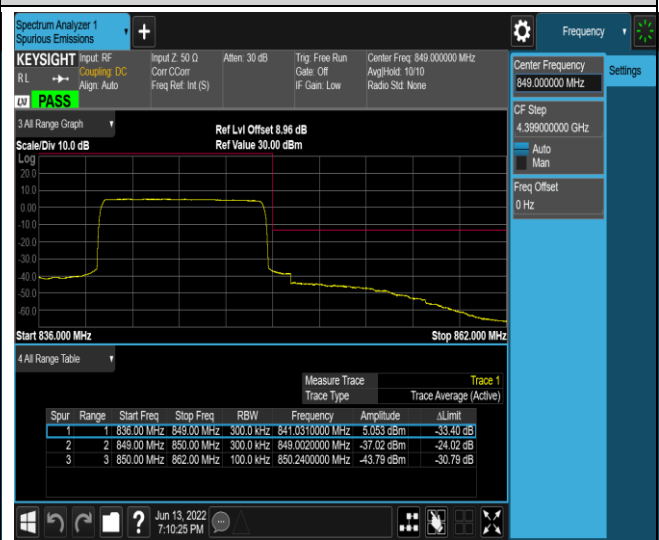 Spectrum Analyzer 1
Spurious Emissions
+
Frequency
KEYSIGHT
RL
Input: RF
Coupling: DC
Align: Auto
Input Z: 50 Ω
Corr CCorr
Freq Ref: Int (S)
Atten: 30 dB
Trig: Free Run
Gate: Off
IF Gain: Low
Center Freq: 849.000000 MHz
Avg|Hold: 10/10
Radio Std: None
PASS
Center Frequency
849.000000 MHz
Settings
CF Step
4.399000000 GHz
Auto
Man
Freq Offset
0 Hz
3 All Range Graph
Scale/Div 10.0 dB
Ref Lvl Offset 8.96 dB
Ref Value 30.00 dBm
Log
20.0
10.0
0.00
-10.0
-20.0
-30.0
-40.0
-50.0
-60.0
Start 836.000 MHz
Stop 862.000 MHz
4 All Range Table
Measure Trace Trace 1
Trace Type Trace Average (Active)
Spur Range Start Freq Stop Freq RBW Frequency Amplitude ΔLimit
1 1 836.00 MHz 849.00 MHz 300.0 kHz 841.0310000 MHz 5.053 dBm -33.40 dB
2 2 849.00 MHz 850.00 MHz 300.0 kHz 849.0020000 MHz -37.02 dBm -24.02 dB
3 3 850.00 MHz 862.00 MHz 100.0 kHz 850.2400000 MHz -43.79 dBm -30.79 dB
?
Jun 13, 2022
7:10:25 PM